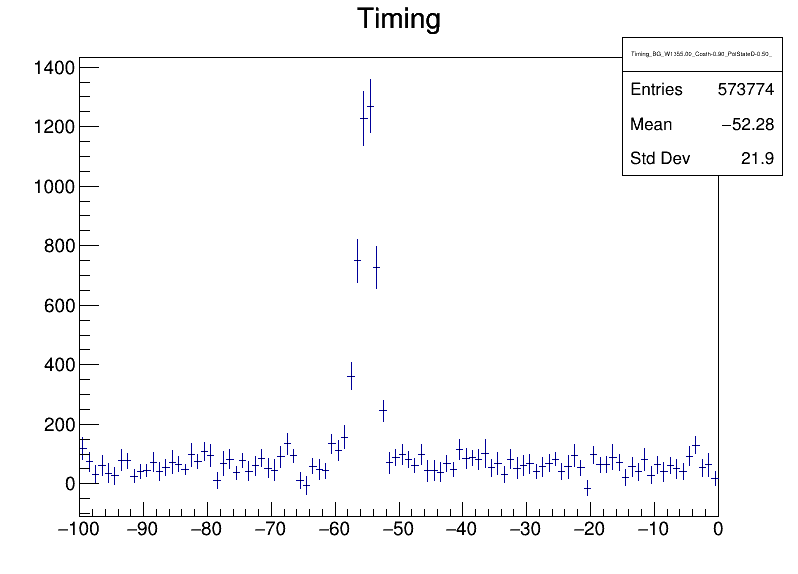 Timing
Timing_BG_W1355.00_Costh-0.90_PolStateD-0.50_
Entries 573774
Mean −52.28
Std Dev 21.9
1400
1200
1000
800
600
400
200
0
−100 −90 −80 −70 −60 −50 −40 −30 −20 −10 0